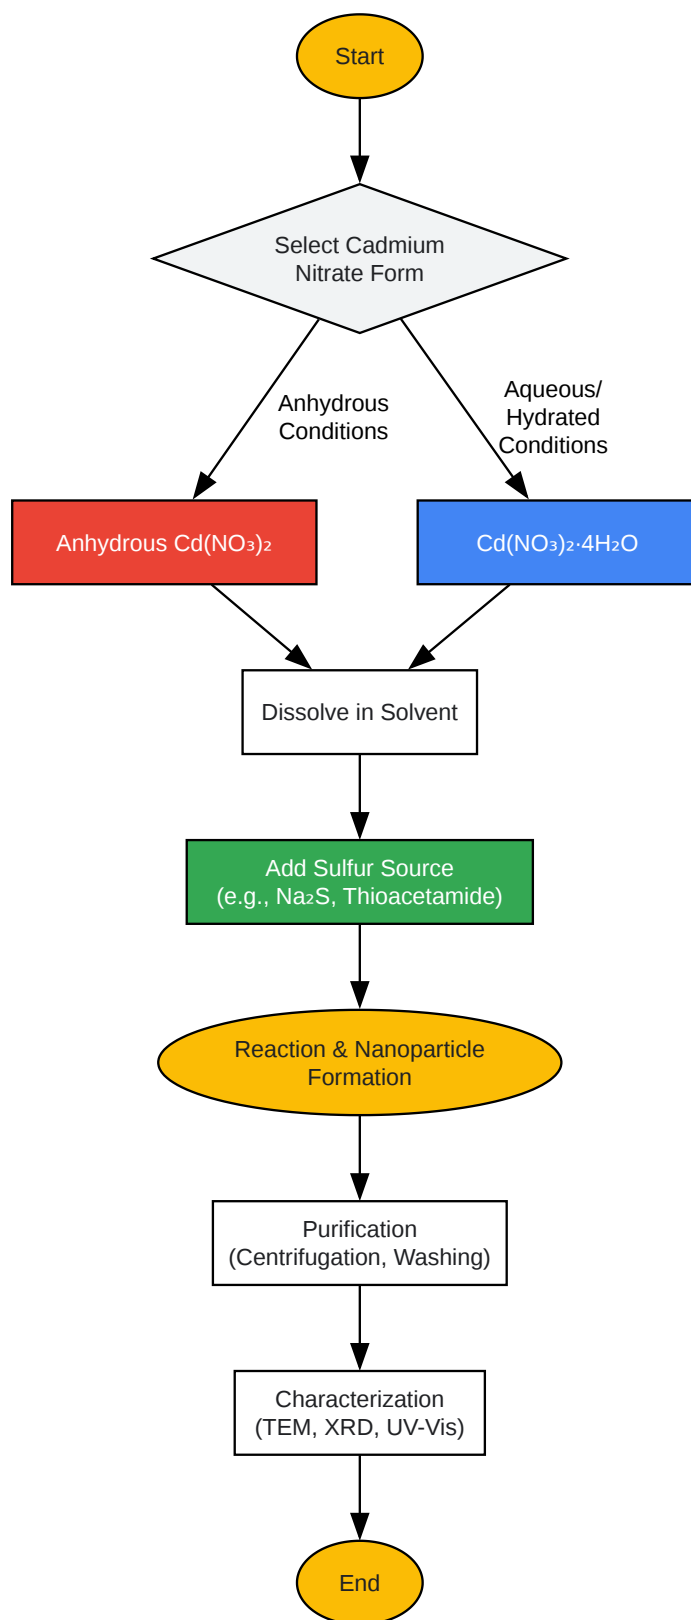 Start
Select Cadmium
Nitrate Form
Anhydrous
Conditions
Aqueous/
Hydrated
Conditions
Anhydrous Cd(NO₃)₂
Cd(NO₃)₂·4H₂O
Dissolve in Solvent
Add Sulfur Source
(e.g., Na₂S, Thioacetamide)
Reaction & Nanoparticle
Formation
Purification
(Centrifugation, Washing)
Characterization
(TEM, XRD, UV-Vis)
End